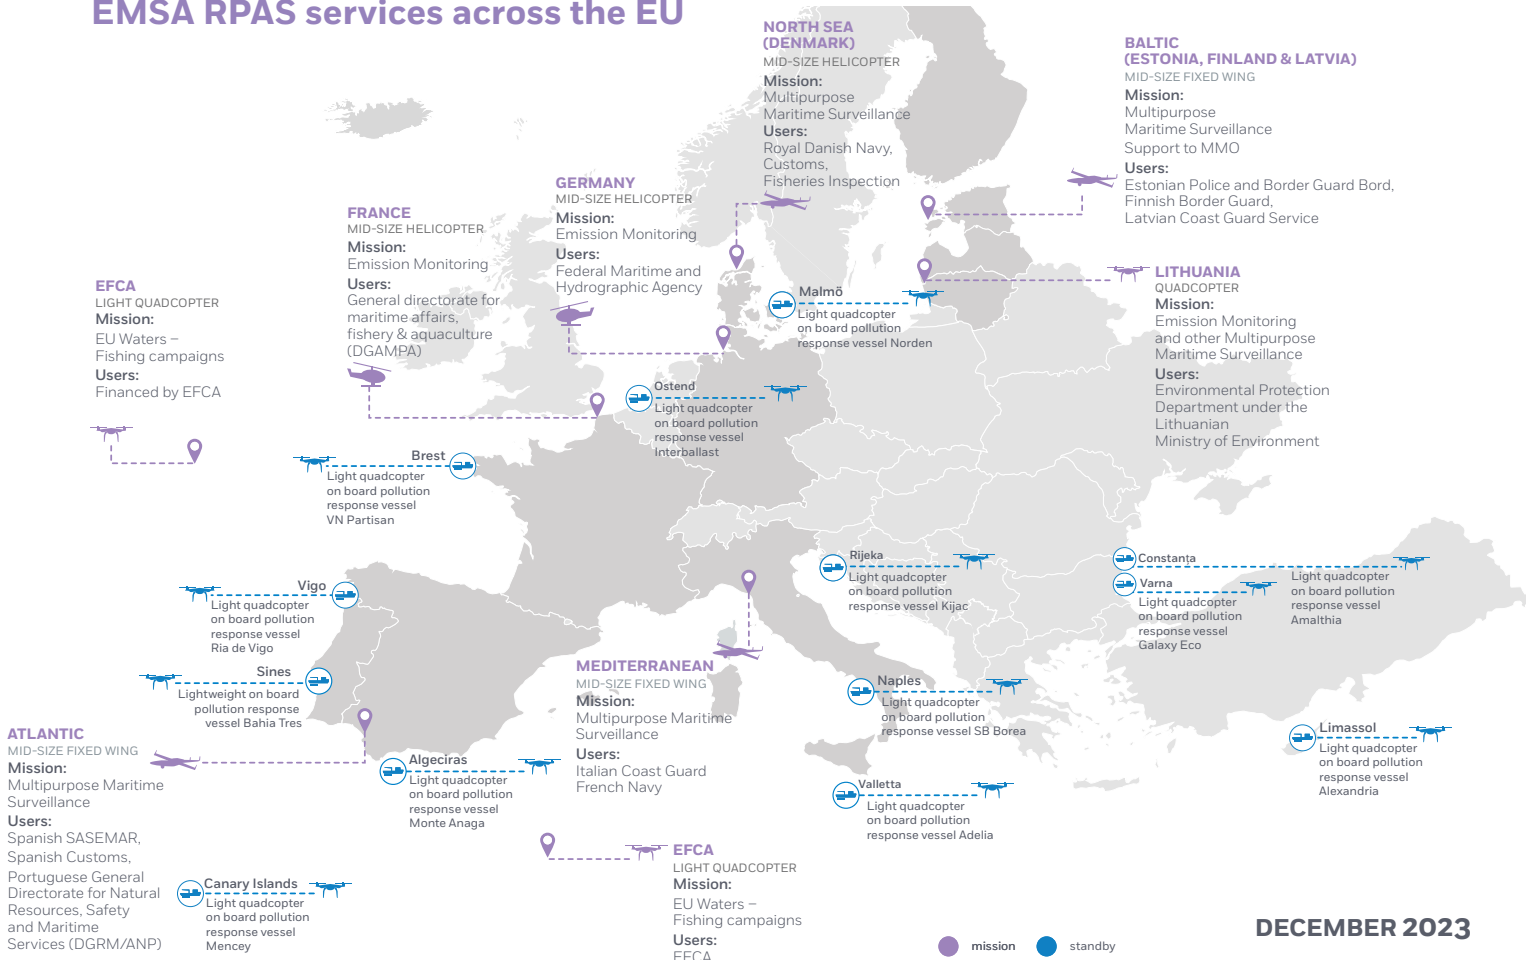 EMSA RPAS services across the EU
NORTH SEA
(DENMARK)
MID-SIZE HELICOPTER
Mission:
Multipurpose
Maritime Surveillance
Users:
Royal Danish Navy,
Customs,
Fisheries Inspection
BALTIC
(ESTONIA, FINLAND & LATVIA)
MID-SIZE FIXED WING
Mission:
Multipurpose
Maritime Surveillance
Support to MMO
Users:
Estonian Police and Border Guard Bord,
Finnish Border Guard,
Latvian Coast Guard Service
GERMANY
MID-SIZE HELICOPTER
Mission:
Emission Monitoring
Users:
Federal Maritime and
Hydrographic Agency
FRANCE
MID-SIZE HELICOPTER
Mission:
Emission Monitoring
Users:
General directorate for
maritime affairs,
fishery & aquaculture
(DGAMPA)
EFCA
LIGHT QUADCOPTER
Mission:
EU Waters –
Fishing campaigns
Users:
Financed by EFCA
LITHUANIA
QUADCOPTER
Mission:
Emission Monitoring
and other Multipurpose
Maritime Surveillance
Users:
Environmental Protection
Department under the
Lithuanian
Ministry of Environment
Malmö
Light quadcopter
on board pollution
response vessel Norden
Ostend
Light quadcopter
on board pollution
response vessel
Interballast
Brest
Light quadcopter
on board pollution
response vessel
VN Partisan
Rijeka
Light quadcopter
on board pollution
response vessel Kijac
Constanța
Light quadcopter
on board pollution
response vessel
Amalthia
Varna
Light quadcopter
on board pollution
response vessel
Galaxy Eco
Vigo
Light quadcopter
on board pollution
response vessel
Ria de Vigo
Sines
Lightweight on board
pollution response
vessel Bahia Tres
MEDITERRANEAN
MID-SIZE FIXED WING
Mission:
Multipurpose Maritime
Surveillance
Users:
Italian Coast Guard
French Navy
Naples
Light quadcopter
on board pollution
response vessel SB Borea
Limassol
Light quadcopter
on board pollution
response vessel
Alexandria
ATLANTIC
MID-SIZE FIXED WING
Mission:
Multipurpose Maritime
Surveillance
Users:
Spanish SASEMAR,
Spanish Customs,
Portuguese General
Directorate for Natural
Resources, Safety
and Maritime
Services (DGRM/ANP)
Algeciras
Light quadcopter
on board pollution
response vessel
Monte Anaga
Valletta
Light quadcopter
on board pollution
response vessel Adelia
Canary Islands
Light quadcopter
on board pollution
response vessel
Mencey
EFCA
LIGHT QUADCOPTER
Mission:
EU Waters –
Fishing campaigns
Users:
EFCA
DECEMBER 2023
mission
standby